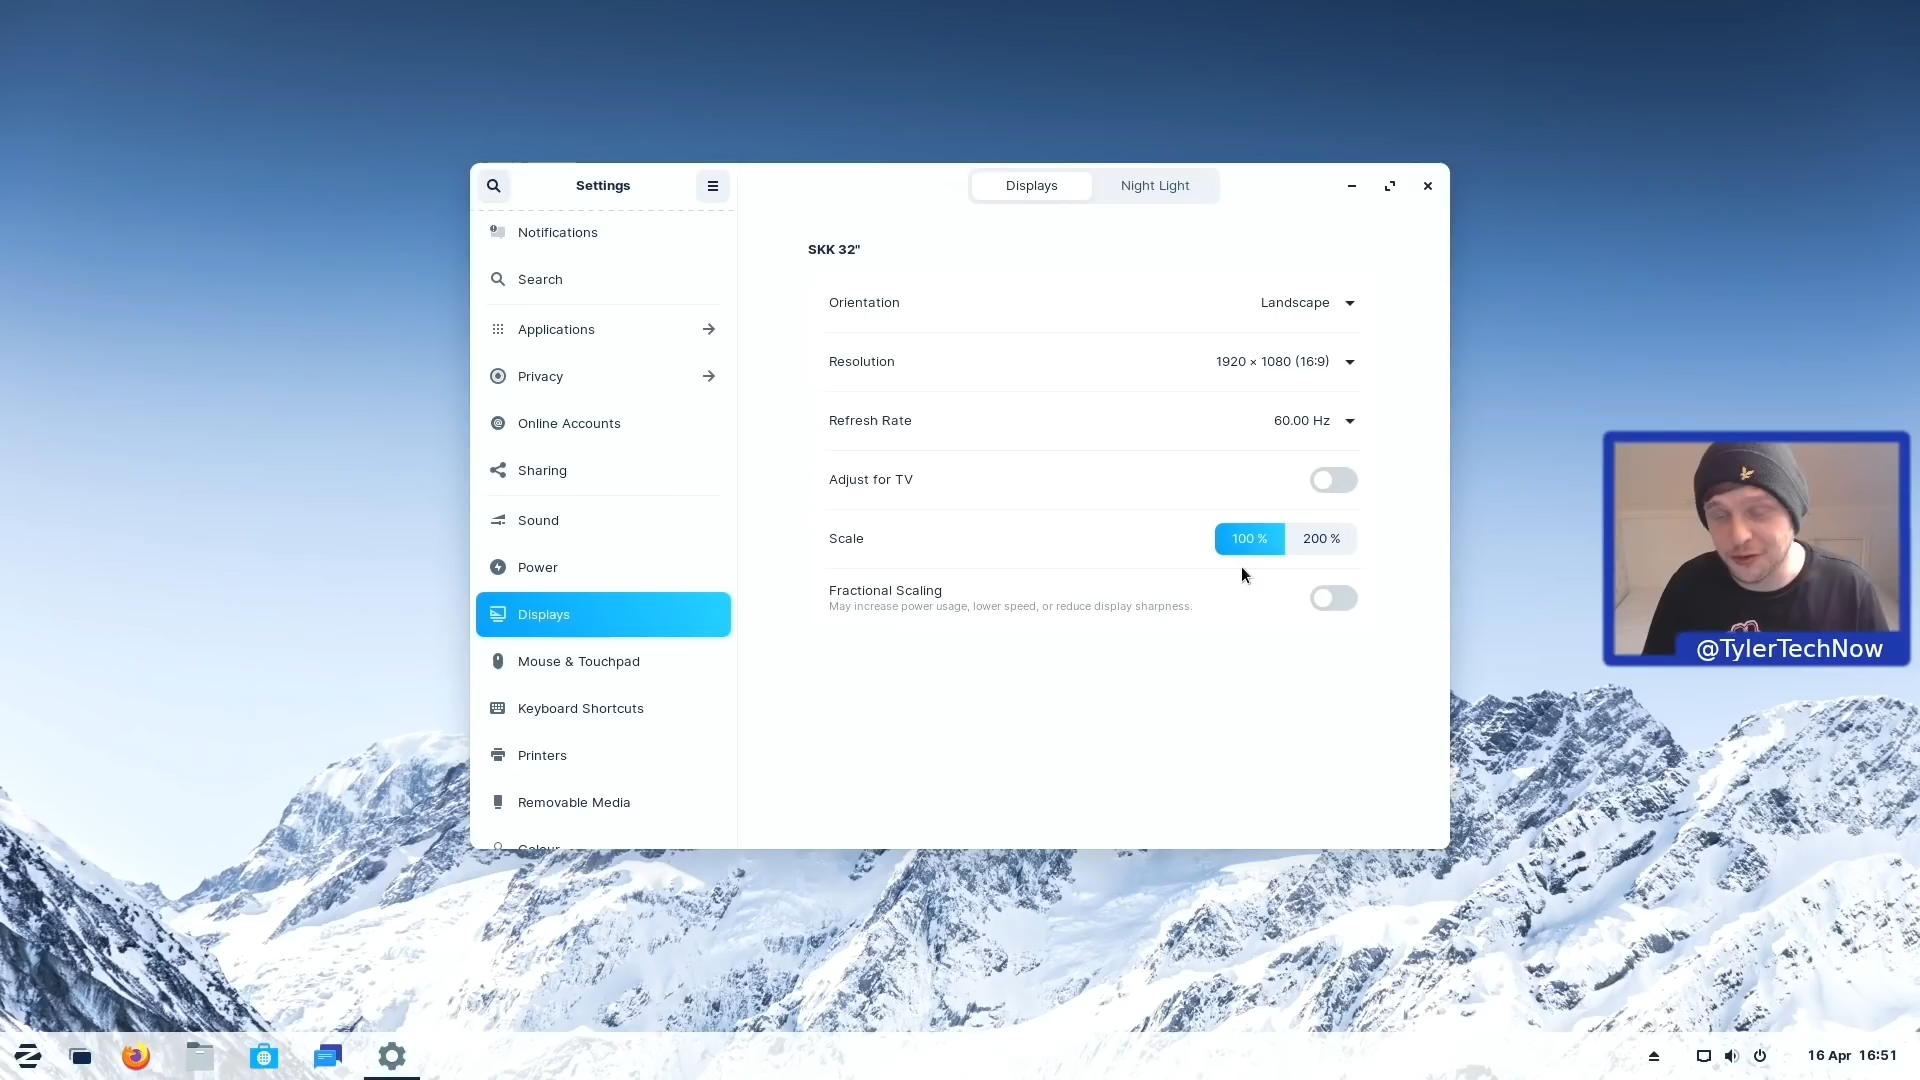 Settings
Displays
Night Light
Notifications
Search
Applications
Privacy
Online Accounts
Sharing
Sound
Power
Displays
Mouse & Touchpad
Keyboard Shortcuts
Printers
Removable Media
Colour
SKK 32"
Orientation
Landscape
Resolution
1920 × 1080 (16:9)
Refresh Rate
60.00 Hz
Adjust for TV
Scale
100 %
200 %
Fractional Scaling
May increase power usage, lower speed, or reduce display sharpness.
@TylerTechNow
16 Apr 16:51